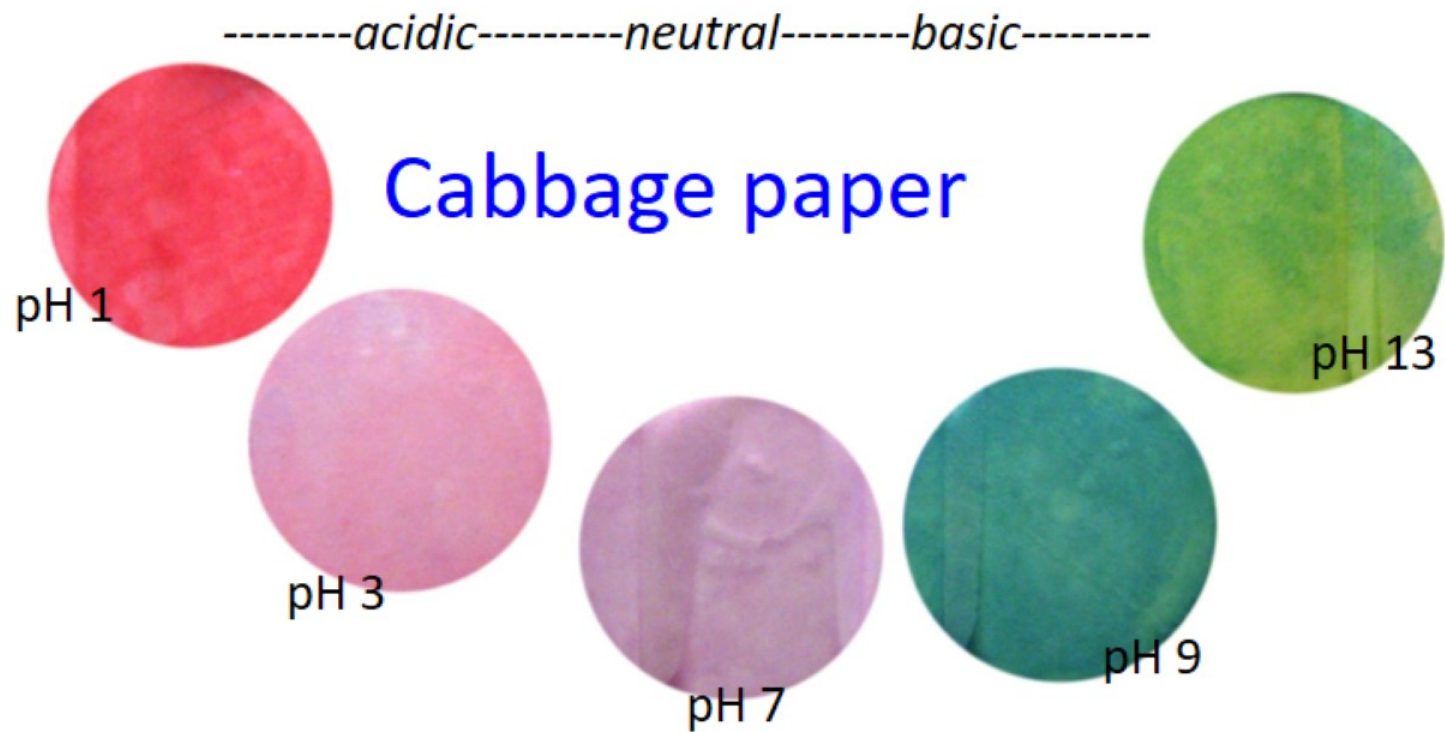 --------acidic---------neutral--------basic--------
Cabbage paper
pH 1
pH 3
pH 7
pH 9
pH 13